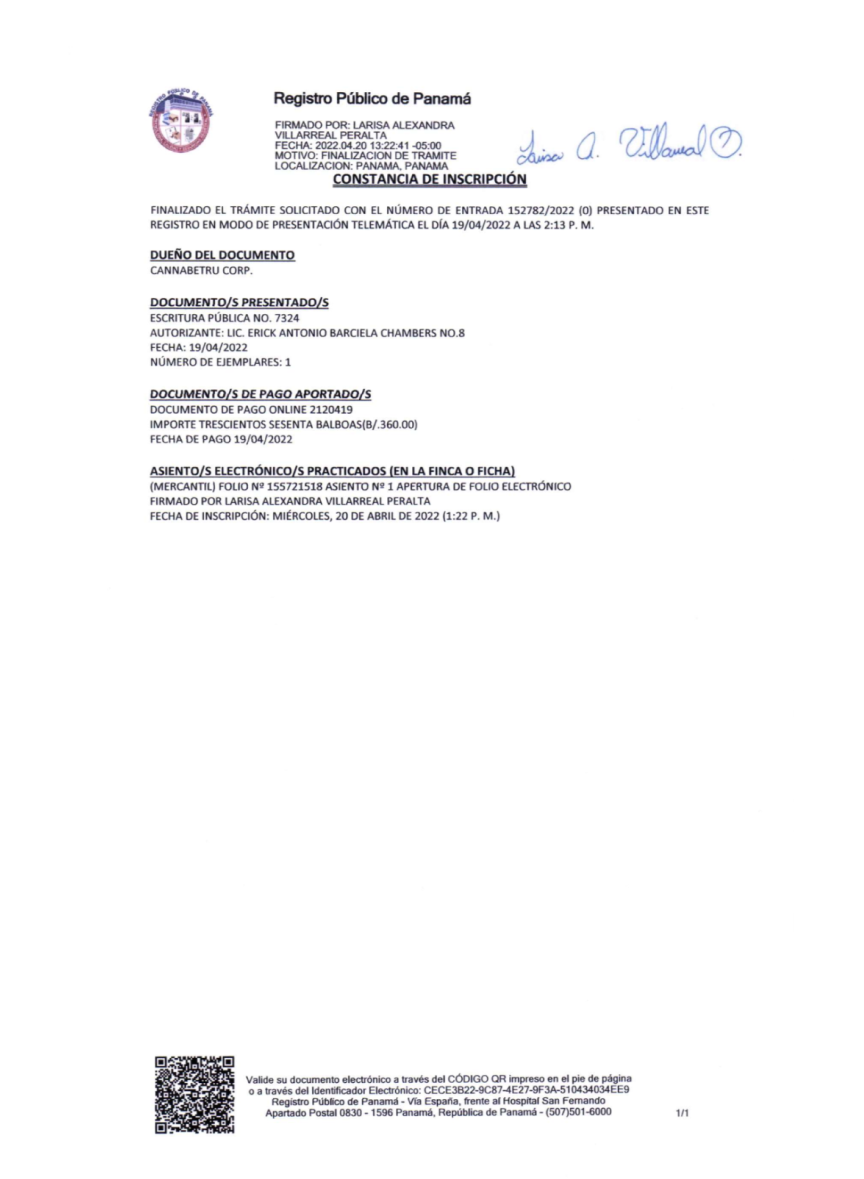 REGISTRO PÚBLICO DE PANAMÁ
Registro Público de Panamá
FIRMADO POR: LARISA ALEXANDRA
VILLARREAL PERALTA
FECHA: 2022.04.20 13:22:41 -05:00
MOTIVO: FINALIZACION DE TRAMITE
LOCALIZACION: PANAMA, PANAMA
Larisa A. Villarreal P.
CONSTANCIA DE INSCRIPCIÓN
FINALIZADO EL TRÁMITE SOLICITADO CON EL NÚMERO DE ENTRADA 152782/2022 (0) PRESENTADO EN ESTE
REGISTRO EN MODO DE PRESENTACIÓN TELEMÁTICA EL DÍA 19/04/2022 A LAS 2:13 P. M.
DUEÑO DEL DOCUMENTO
CANNABETRU CORP.
DOCUMENTO/S PRESENTADO/S
ESCRITURA PÚBLICA NO. 7324
AUTORIZANTE: LIC. ERICK ANTONIO BARCIELA CHAMBERS NO.8
FECHA: 19/04/2022
NÚMERO DE EJEMPLARES: 1
DOCUMENTO/S DE PAGO APORTADO/S
DOCUMENTO DE PAGO ONLINE 2120419
IMPORTE TRESCIENTOS SESENTA BALBOAS(B/.360.00)
FECHA DE PAGO 19/04/2022
ASIENTO/S ELECTRÓNICO/S PRACTICADOS (EN LA FINCA O FICHA)
(MERCANTIL) FOLIO Nº 155721518 ASIENTO Nº 1 APERTURA DE FOLIO ELECTRÓNICO
FIRMADO POR LARISA ALEXANDRA VILLARREAL PERALTA
FECHA DE INSCRIPCIÓN: MIÉRCOLES, 20 DE ABRIL DE 2022 (1:22 P. M.)
Valide su documento electrónico a través del CÓDIGO QR impreso en el pie de página
o a través del Identificador Electrónico: CECE3B22-9C87-4E27-9F3A-510434034EE9
Registro Público de Panamá - Vía España, frente al Hospital San Fernando
Apartado Postal 0830 - 1596 Panamá, República de Panamá - (507)501-6000
1/1